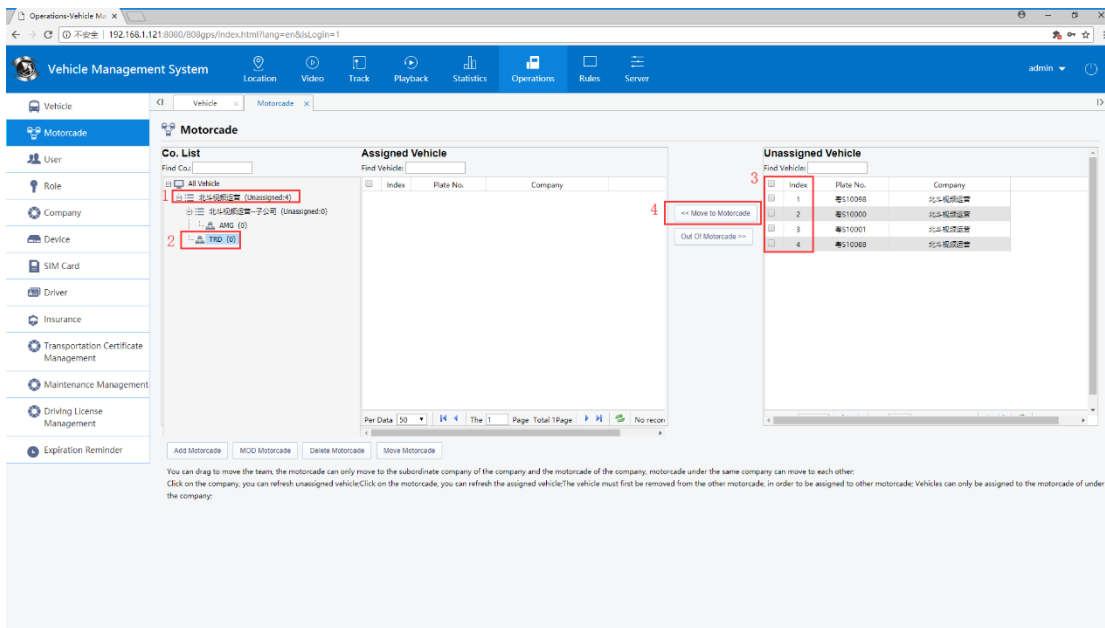 Operations-Vehicle Ma
不安全 | 192.168.1.121:8080/808gps/index.html?lang=en&isLogin=1
Vehicle Management System
Location Video Track Playback Statistics Operations Rules Server
admin
Vehicle
Motorcade
User
Role
Company
Device
SIM Card
Driver
Insurance
Transportation Certificate
Management
Maintenance Management
Driving License
Management
Expiration Reminder
Vehicle Motorcade
Motorcade
Co. List
Find Co.:
All Vehicle
1 北斗视频运营 (Unassigned:4)
北斗视频运营--子公司 (Unassigned:0)
AMG (0)
2 TRD (0)
Assigned Vehicle
Find Vehicle:
Index Plate No. Company
Per Data 50 The 1 Page Total 1Page No recor
4 << Move to Motorcade
Out Of Motorcade >>
Unassigned Vehicle
Find Vehicle:
3 Index Plate No. Company
1 粤S10098 北斗视频运营
2 粤S10000 北斗视频运营
3 粤S10001 北斗视频运营
4 粤S10088 北斗视频运营
Add Motorcade MOD Motorcade Delete Motorcade Move Motorcade
You can drag to move the team, the motorcade can only move to the subordinate company of the company and the motorcade of the company, motorcade under the same company can move to each other;
Click on the company, you can refresh unassigned vehicle;Click on the motorcade, you can refresh the assigned vehicle;The vehicle must first be removed from the other motorcade, in order to be assigned to other motorcade; Vehicles can only be assigned to the motorcade of under
the company;